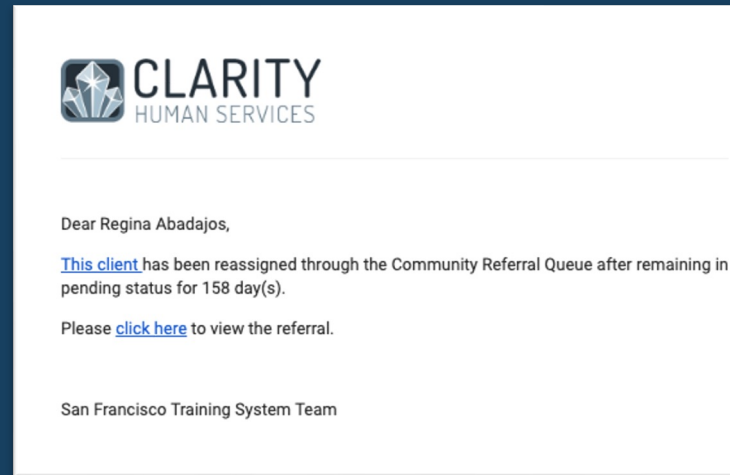 CLARITY
HUMAN SERVICES
Dear Regina Abadajos,
This client has been reassigned through the Community Referral Queue after remaining in
pending status for 158 day(s).
Please click here to view the referral.
San Francisco Training System Team